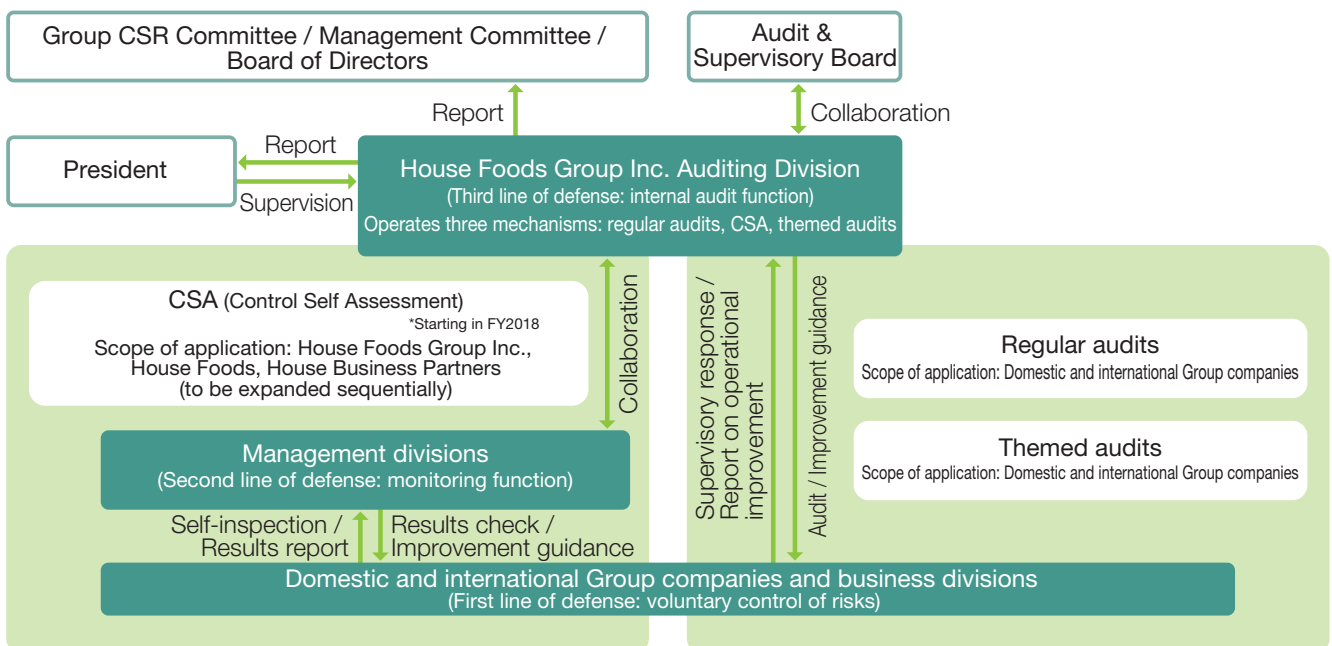 Group CSR Committee / Management Committee /
Board of Directors
Audit &
Supervisory Board
Report
Collaboration
President
Report
Supervision
House Foods Group Inc. Auditing Division
(Third line of defense: internal audit function)
Operates three mechanisms: regular audits, CSA, themed audits
CSA (Control Self Assessment)
*Starting in FY2018
Scope of application: House Foods Group Inc.,
House Foods, House Business Partners
(to be expanded sequentially)
Collaboration
Supervisory response /
Report on operational
improvement
Audit / Improvement guidance
Regular audits
Scope of application: Domestic and international Group companies
Themed audits
Scope of application: Domestic and international Group companies
Management divisions
(Second line of defense: monitoring function)
Self-inspection /
Results report
Results check /
Improvement guidance
Domestic and international Group companies and business divisions
(First line of defense: voluntary control of risks)